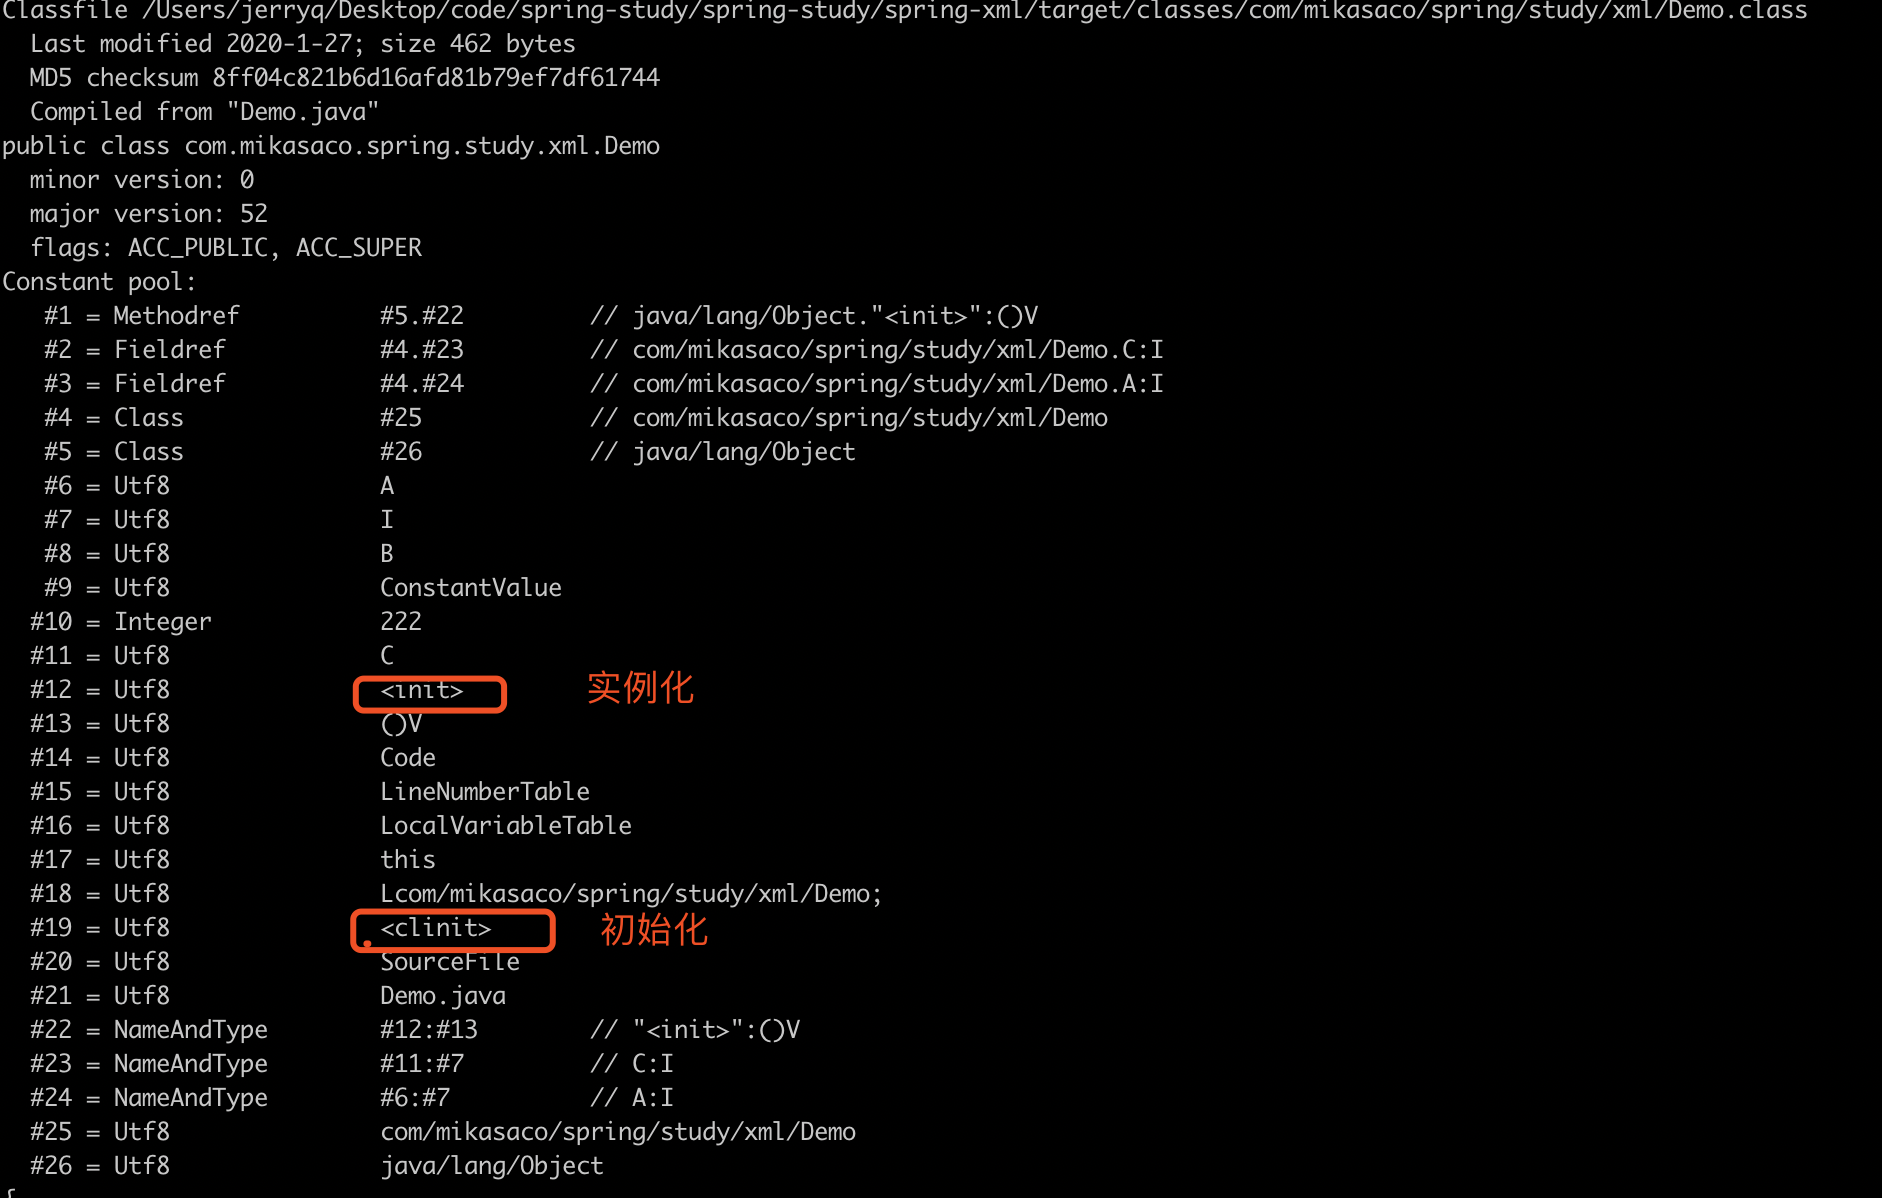 Classfile /Users/jerryq/Desktop/code/spring-study/spring-study/spring-xml/target/classes/com/mikasaco/spring/study/xml/Demo.class
  Last modified 2020-1-27; size 462 bytes
  MD5 checksum 8ff04c821b6d16afd81b79ef7df61744
  Compiled from "Demo.java"
public class com.mikasaco.spring.study.xml.Demo
  minor version: 0
  major version: 52
  flags: ACC_PUBLIC, ACC_SUPER
Constant pool:
   #1 = Methodref          #5.#22         // java/lang/Object."<init>":()V
   #2 = Fieldref           #4.#23         // com/mikasaco/spring/study/xml/Demo.C:I
   #3 = Fieldref           #4.#24         // com/mikasaco/spring/study/xml/Demo.A:I
   #4 = Class              #25            // com/mikasaco/spring/study/xml/Demo
   #5 = Class              #26            // java/lang/Object
   #6 = Utf8               A
   #7 = Utf8               I
   #8 = Utf8               B
   #9 = Utf8               ConstantValue
  #10 = Integer            222
  #11 = Utf8               C
  #12 = Utf8               <init> 实例化
  #13 = Utf8               ()V
  #14 = Utf8               Code
  #15 = Utf8               LineNumberTable
  #16 = Utf8               LocalVariableTable
  #17 = Utf8               this
  #18 = Utf8               Lcom/mikasaco/spring/study/xml/Demo;
  #19 = Utf8               <clinit> 初始化
  #20 = Utf8               SourceFile
  #21 = Utf8               Demo.java
  #22 = NameAndType        #12:#13        // "<init>":()V
  #23 = NameAndType        #11:#7         // C:I
  #24 = NameAndType        #6:#7          // A:I
  #25 = Utf8               com/mikasaco/spring/study/xml/Demo
  #26 = Utf8               java/lang/Object